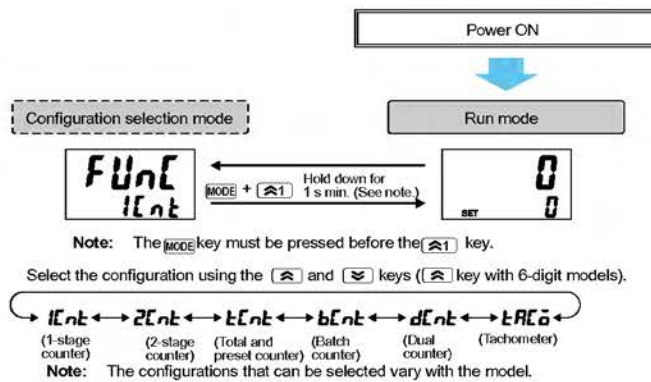 Power ON
Configuration selection mode
Run mode
FUnC
1Cnt
MODE + 1
Hold down for
1 s min. (See note.)
0
SET 0
Note: The MODE key must be pressed before the 1 key.
Select the configuration using the and keys ( key with 6-digit models).
1Cnt 2Cnt tCnt bCnt dCnt tACo
(1-stage counter) (2-stage counter) (Total and preset counter) (Batch counter) (Dual counter) (Tachometer)
Note: The configurations that can be selected vary with the model.